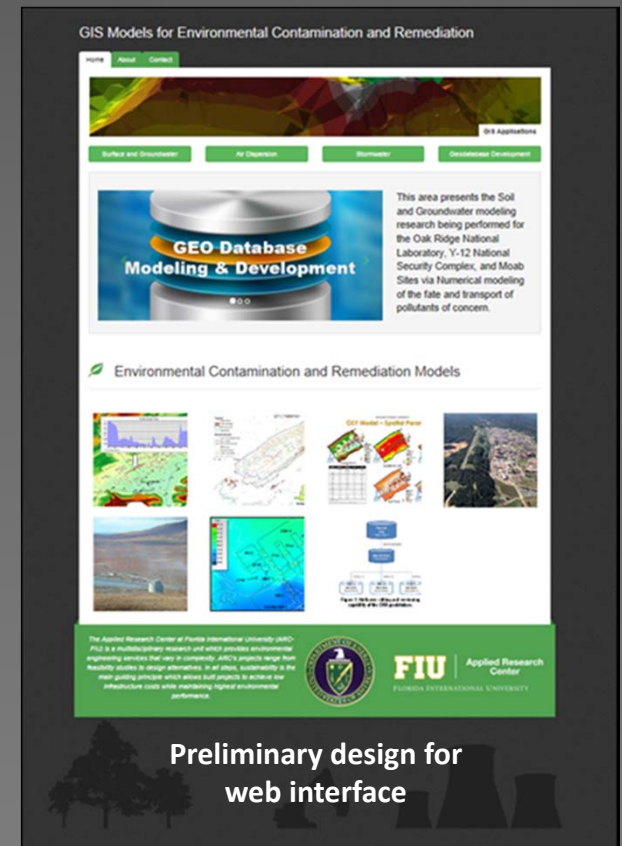 GIS Models for Environmental Contamination and Remediation
Home About Contact
GIS Applications
Surface and Groundwater Air Dispersion Stormwater Geodatabase Development
GEO Database
Modeling & Development
This area presents the Soil
and Groundwater modeling
research being performed for
the Oak Ridge National
Laboratory, Y-12 National
Security Complex, and Moab
Sites via Numerical modeling
of the fate and transport of
pollutants of concern.
Environmental Contamination and Remediation Models
The Applied Research Center at Florida International University (ARC-
FIU) is a multidisciplinary research unit which provides environmental
engineering services that vary in complexity. ARC's projects range from
feasibility studies to design alternatives. In all steps, sustainability is the
main guiding principle which allows built projects to achieve low
infrastructure costs while maintaining highest environmental
performance.
FIU
Applied Research
Center
FLORIDA INTERNATIONAL UNIVERSITY
Preliminary design for
web interface